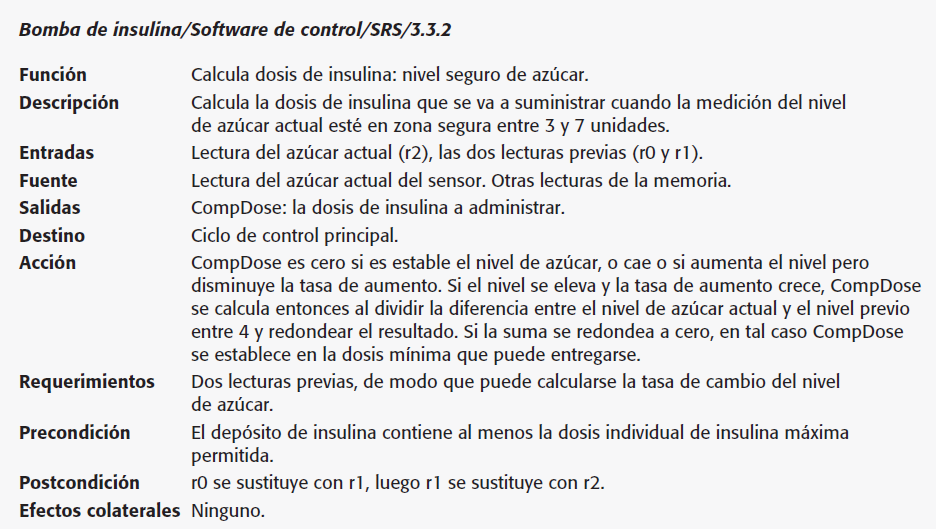 Bomba de insulina/Software de control/SRS/3.3.2
Función Calcula dosis de insulina: nivel seguro de azúcar.
Descripción Calcula la dosis de insulina que se va a suministrar cuando la medición del nivel
de azúcar actual esté en zona segura entre 3 y 7 unidades.
Entradas Lectura del azúcar actual (r2), las dos lecturas previas (r0 y r1).
Fuente Lectura del azúcar actual del sensor. Otras lecturas de la memoria.
Salidas CompDose: la dosis de insulina a administrar.
Destino Ciclo de control principal.
Acción CompDose es cero si es estable el nivel de azúcar, o cae o si aumenta el nivel pero
disminuye la tasa de aumento. Si el nivel se eleva y la tasa de aumento crece, CompDose
se calcula entonces al dividir la diferencia entre el nivel de azúcar actual y el nivel previo
entre 4 y redondear el resultado. Si la suma se redondea a cero, en tal caso CompDose
se establece en la dosis mínima que puede entregarse.
Requerimientos Dos lecturas previas, de modo que puede calcularse la tasa de cambio del nivel
de azúcar.
Precondición El depósito de insulina contiene al menos la dosis individual de insulina máxima
permitida.
Postcondición r0 se sustituye con r1, luego r1 se sustituye con r2.
Efectos colaterales Ninguno.